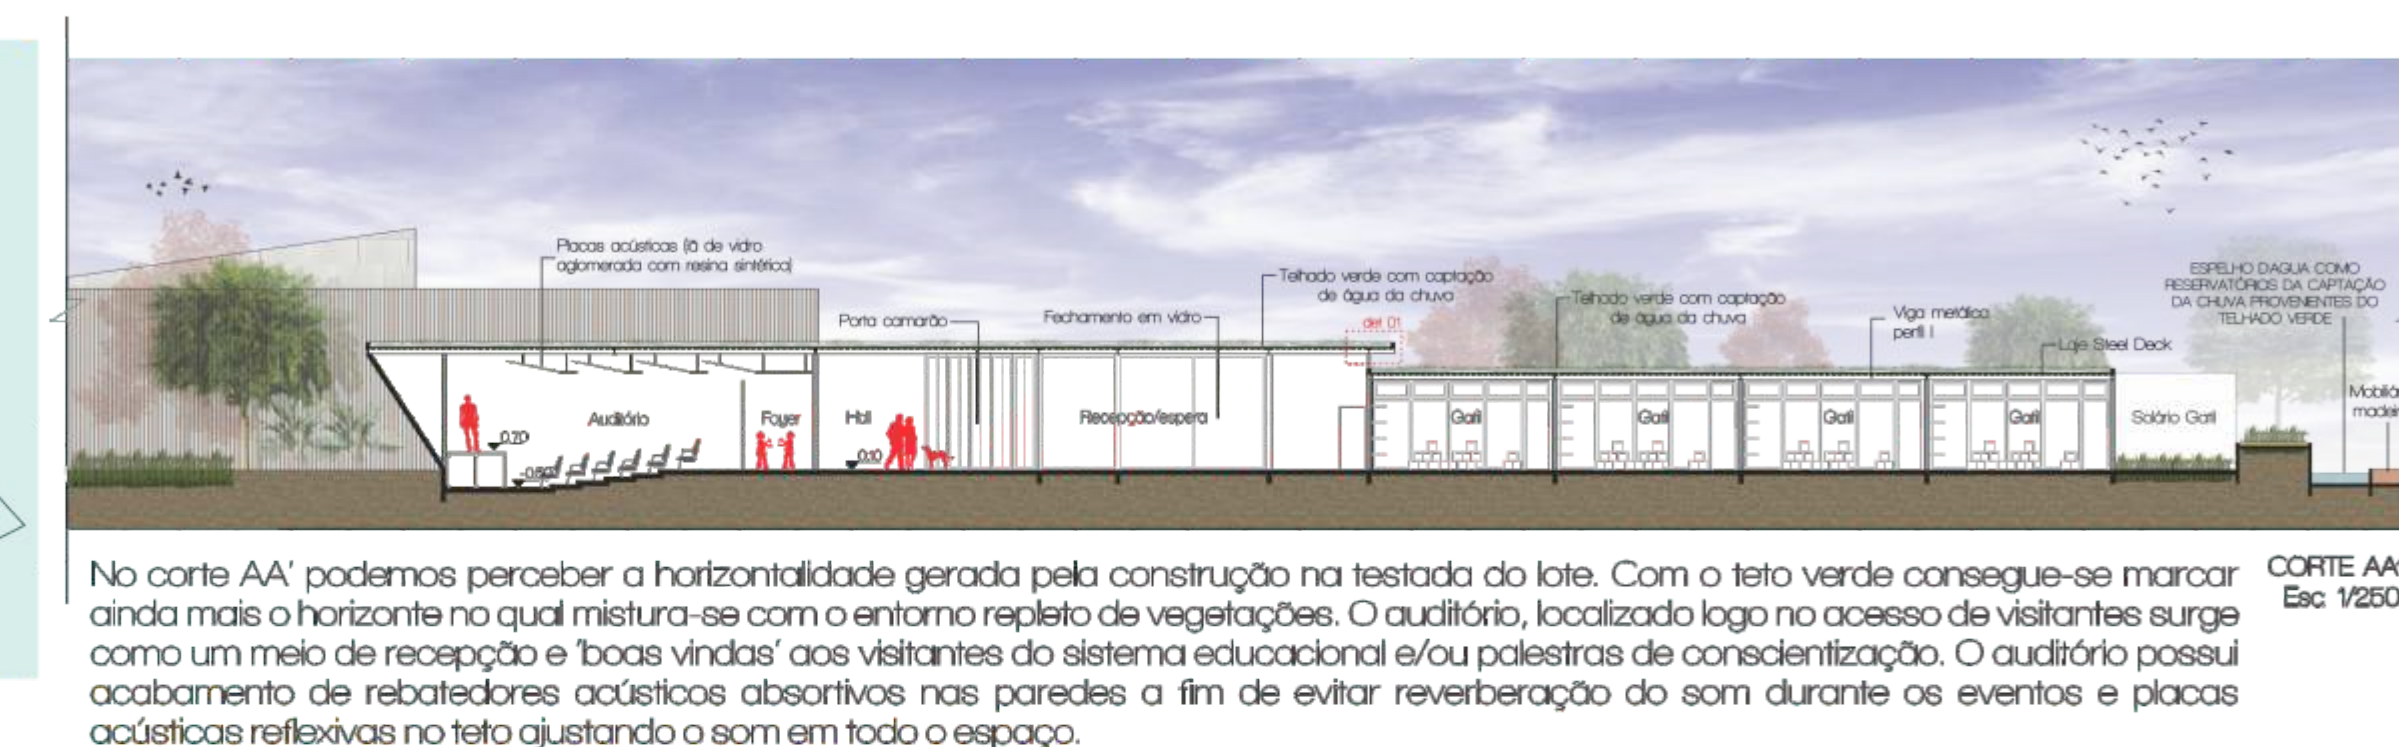 Placas acústicas (lã de vidro
aglomerada com resina sintérica)
Porta camarão
Fechamento em vidro
Telhado verde com captação
de água da chuva
det 01
Telhado verde com captação
de água da chuva
Viga metálica
perfil I
Laje Steel Deck
ESPELHO DAGUA COMO
RESERVATÓRIOS DA CAPTAÇÃO
DA CHUVA PROVENIENTES DO
TELHADO VERDE
Auditório
Foyer
Hall
Recepção/espera
Gatil
Gatil
Gatil
Gatil
Solário Gatil
0.70
0.10
No corte AA' podemos perceber a horizontalidade gerada pela construção na testada do lote. Com o teto verde consegue-se marcar
ainda mais o horizonte no qual mistura-se com o entorno repleto de vegetações. O auditório, localizado logo no acesso de visitantes surge
como um meio de recepção e 'boas vindas' aos visitantes do sistema educacional e/ou palestras de conscientização. O auditório possui
acabamento de rebatedores acústicos absortivos nas paredes a fim de evitar reverberação do som durante os eventos e placas
acústicas reflexivas no teto ajustando o som em todo o espaço.
CORTE AA
Esc: 1/250